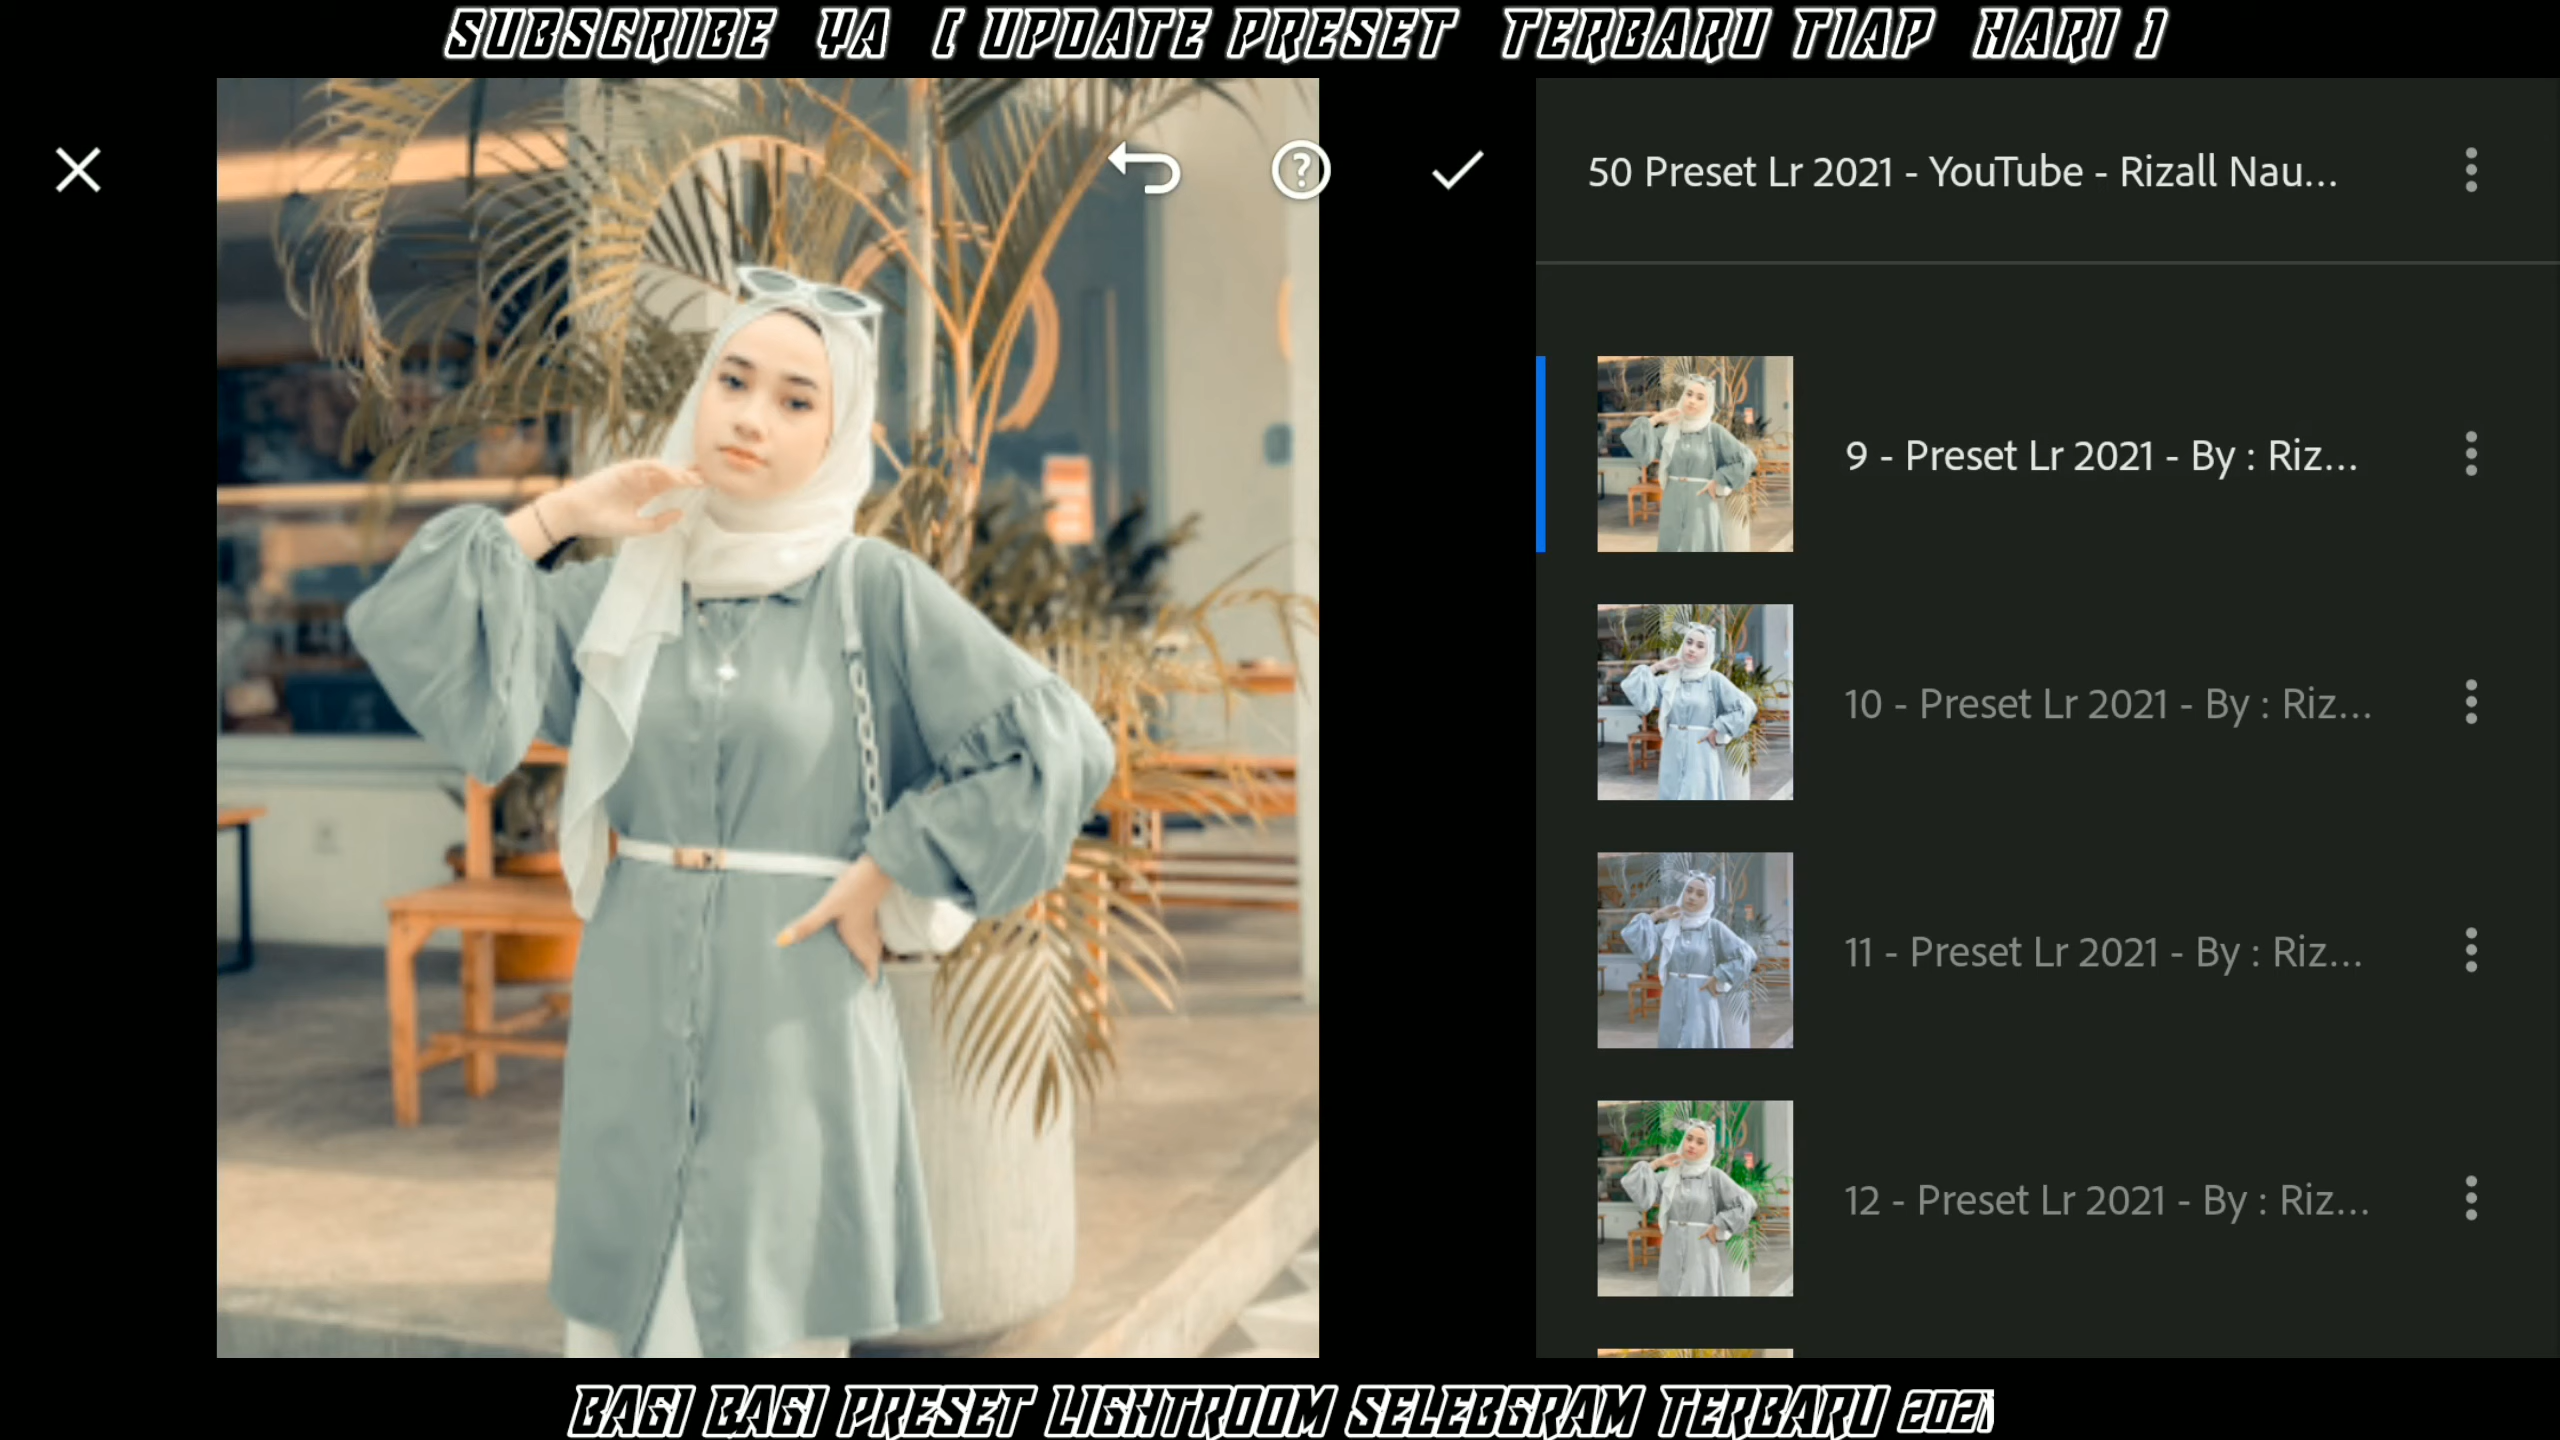 SUBSCRIBE YA [ UPDATE PRESET TERBARU TIAP HARI ]
50 Preset Lr 2021 - YouTube - Rizall Nau...
9 - Preset Lr 2021 - By : Riz...
10 - Preset Lr 2021 - By : Riz...
11 - Preset Lr 2021 - By : Riz...
12 - Preset Lr 2021 - By : Riz...
BAGI BAGI PRESET LIGHTROOM SELEBGRAM TERBARU 2021